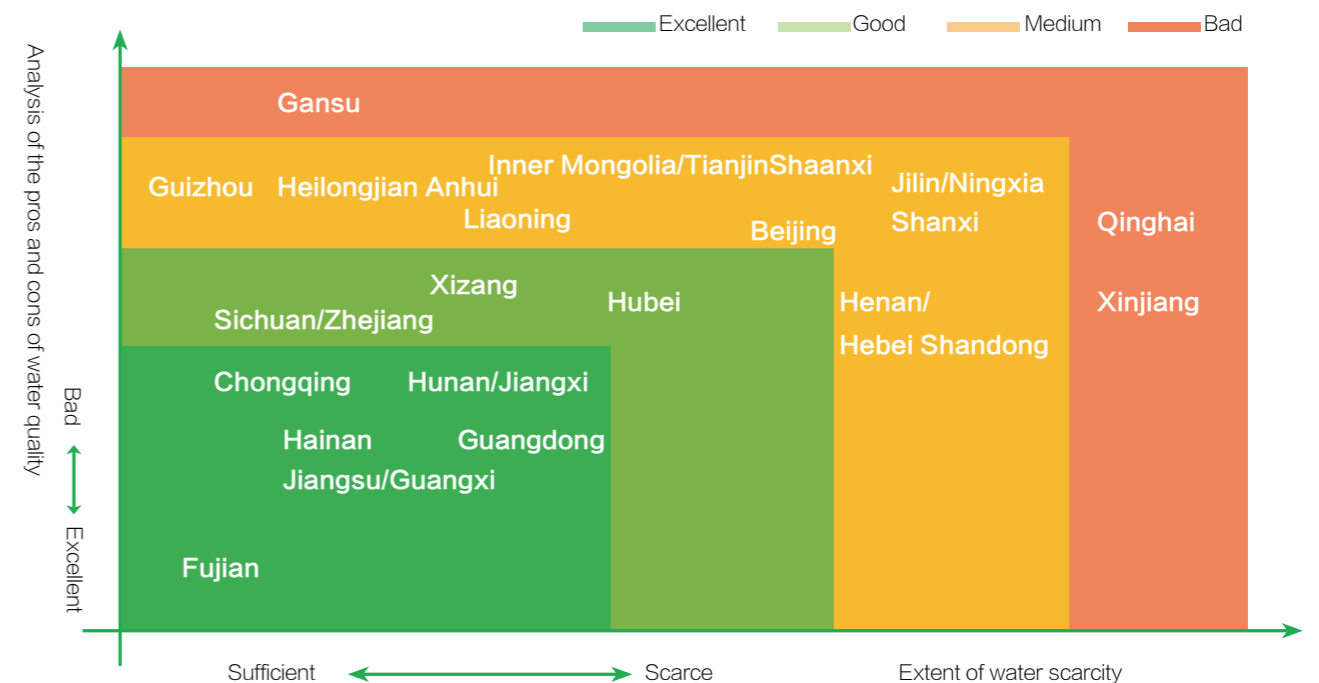 Excellent
Good
Medium
Bad
Analysis of the pros and cons of water quality
Bad
Excellent
Gansu
Inner Mongolia/TianjinShaanxi
Guizhou
Heilongjian Anhui
Jilin/Ningxia
Liaoning
Beijing
Shanxi
Qinghai
Xizang
Hubei
Henan/
Xinjiang
Sichuan/Zhejiang
Hebei Shandong
Chongqing
Hunan/Jiangxi
Hainan
Guangdong
Jiangsu/Guangxi
Fujian
Sufficient
Scarce
Extent of water scarcity